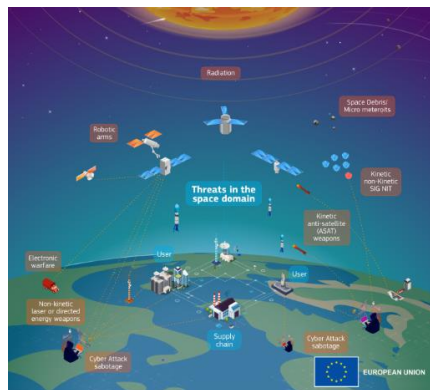 Radiation
Space Debris/
Micro meteroits
Robotic
arms
Threats in the
space domain
Kinetic
non-Kinetic
SIG NIT
Kinetic
anti-satellite
(ASAT)
weapons
Electronic
warfare
User
User
Non-kinetic
laser or directed
energy weapons
Supply
chain
Cyber Attack
sabotage
Cyber Attack
sabotage
EUROPEAN UNION